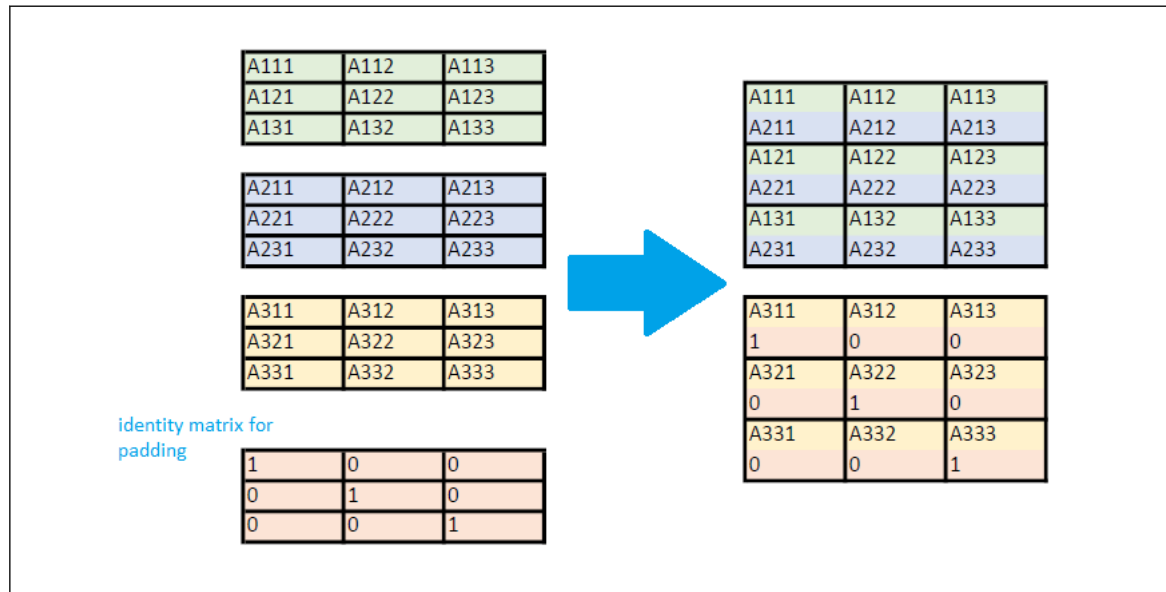 A111 A112 A113
A121 A122 A123
A131 A132 A133
A211 A212 A213
A221 A222 A223
A231 A232 A233
A311 A312 A313
A321 A322 A323
A331 A332 A333
identity matrix for
padding
1 0 0
0 1 0
0 0 1
A111 A112 A113
A211 A212 A213
A121 A122 A123
A221 A222 A223
A131 A132 A133
A231 A232 A233
A311 A312 A313
1 0 0
A321 A322 A323
0 1 0
A331 A332 A333
0 0 1